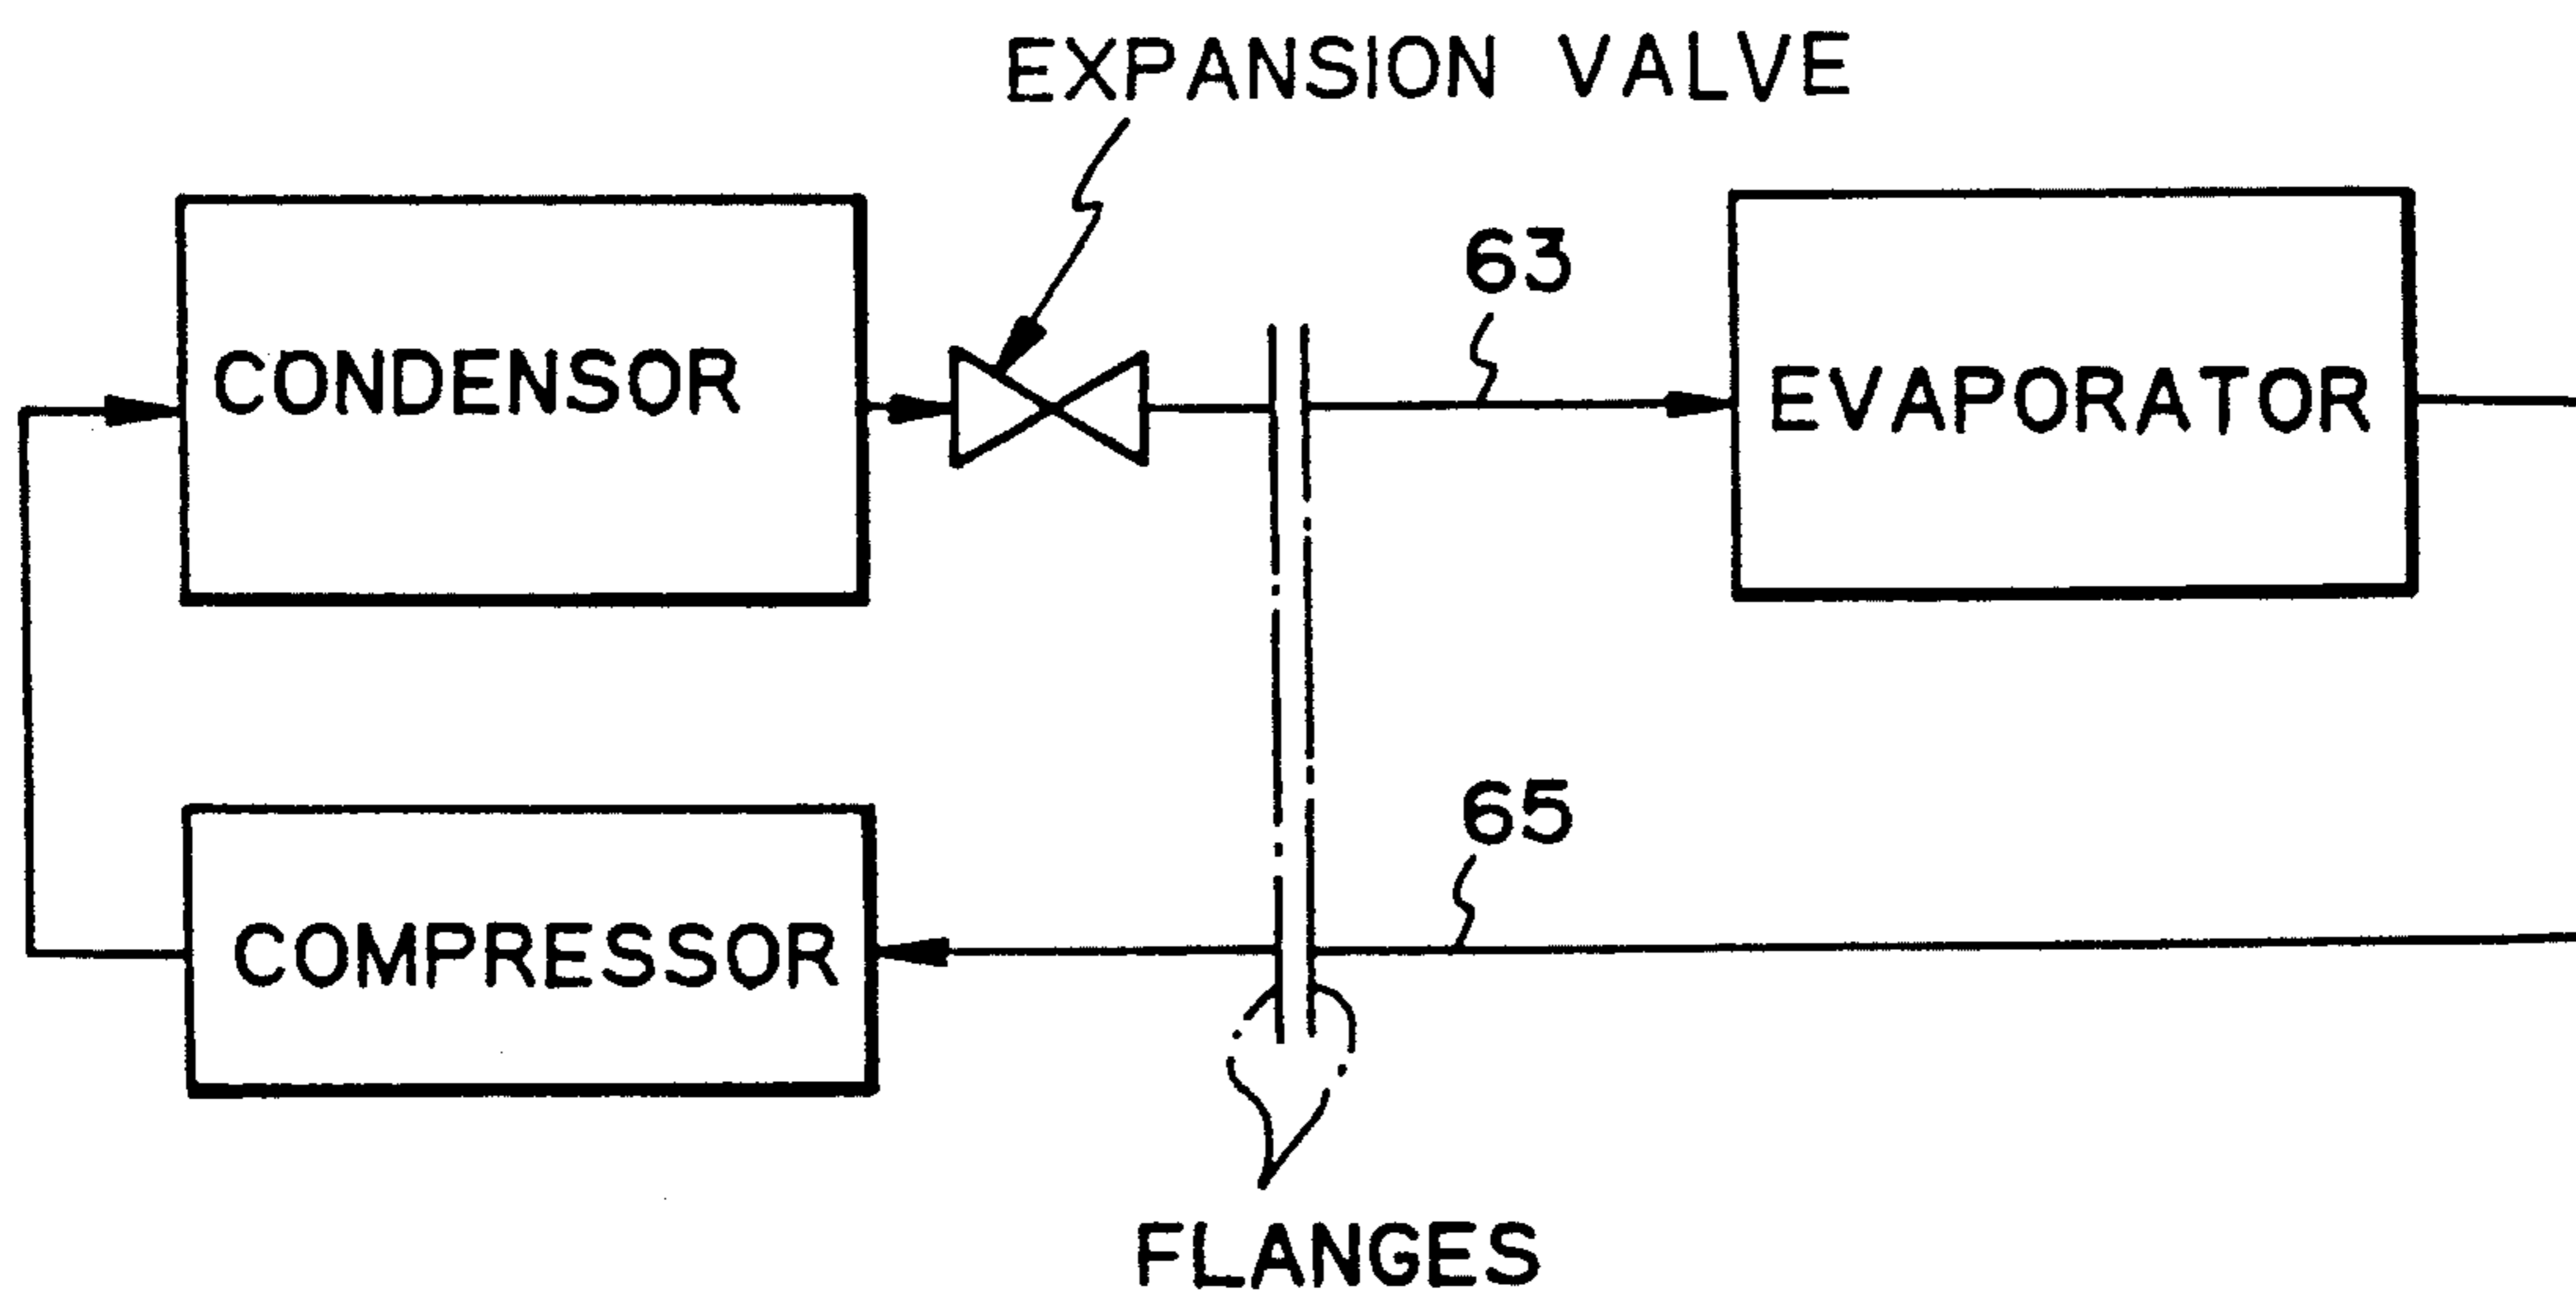 EXPANSION VALVE
63
CONDENSOR
EVAPORATOR
65
COMPRESSOR
FLANGES